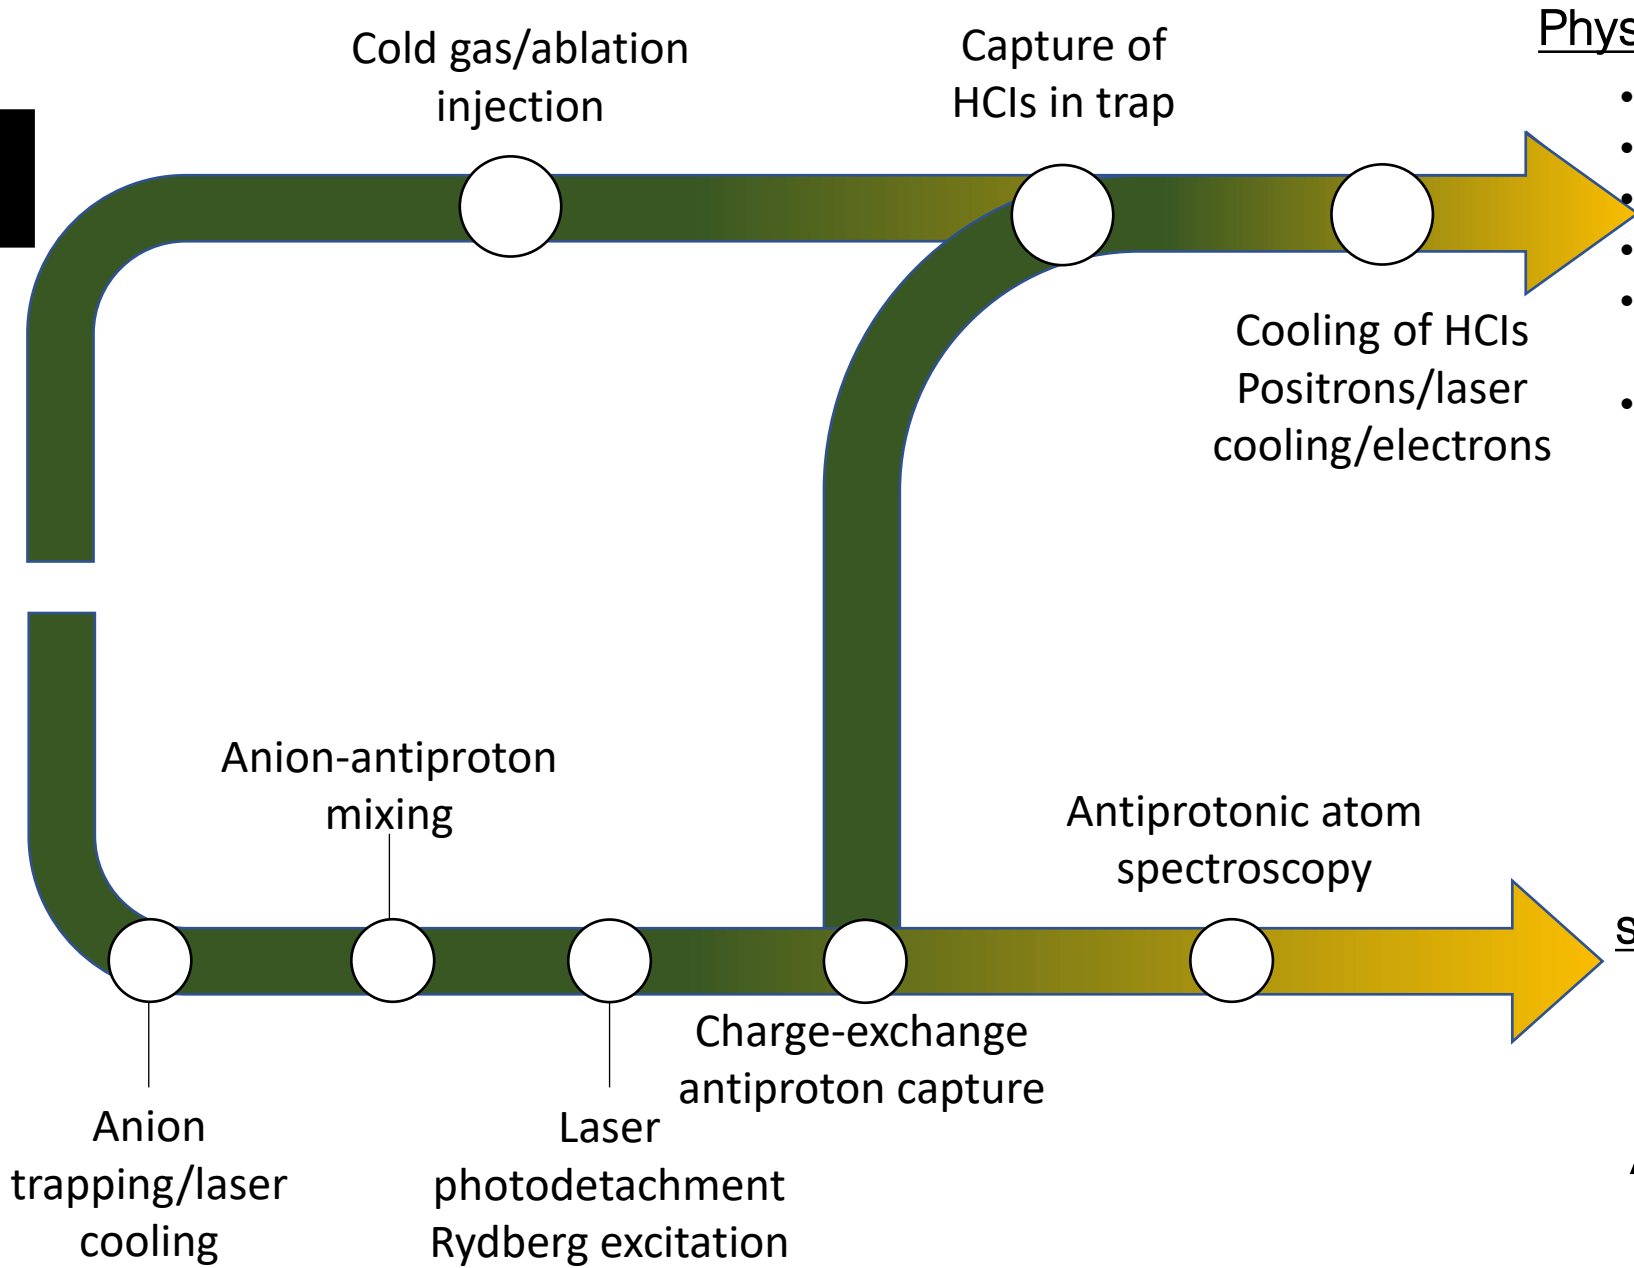 Cold gas/ablation
injection
Capture of
HCIs in trap
Cooling of HCIs
Positrons/laser
cooling/electrons
Anion-antiproton
mixing
Antiprotonic atom
spectroscopy
Charge-exchange
antiproton capture
Anion
trapping/laser
cooling
Laser
photodetachment
Rydberg excitation